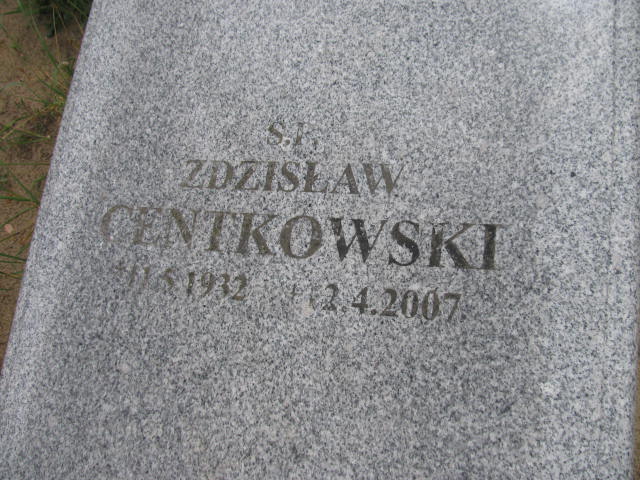 Ś.P.
ZDZISŁAW
CENTKOWSKI
2.4.2007